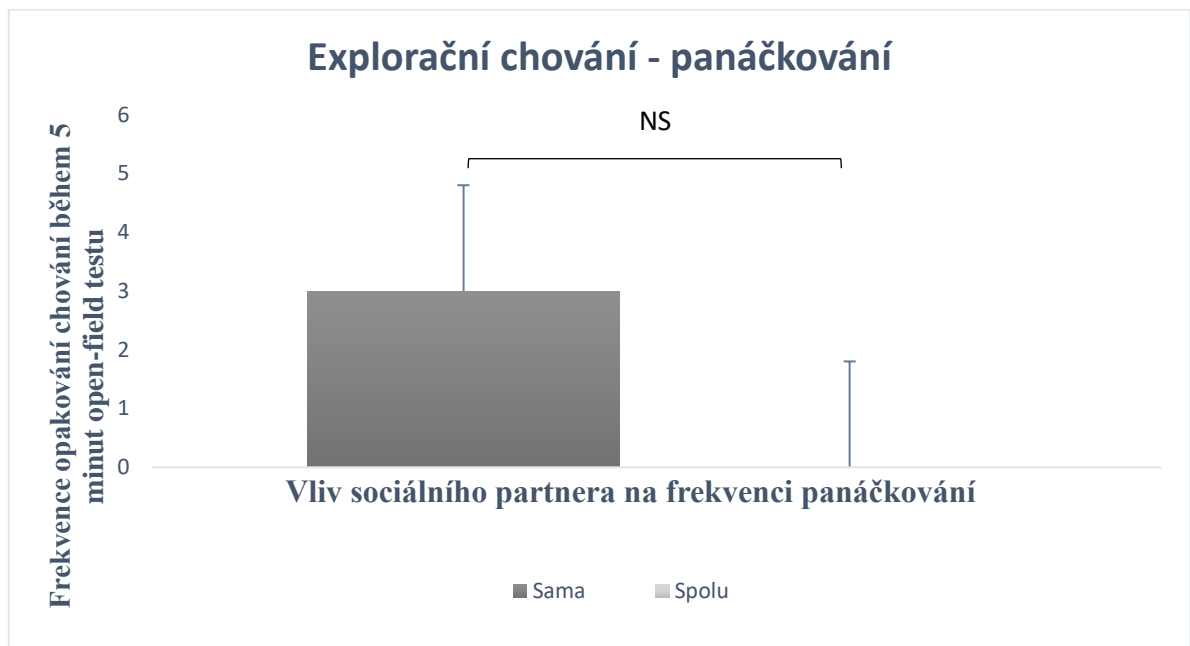 Explorační chování - panáčkování
Frekvence opakování chování během 5
minut open-field testu
6
5
4
3
2
1
0
NS
Vliv sociálního partnera na frekvenci panáčkování
Sama
Spolu